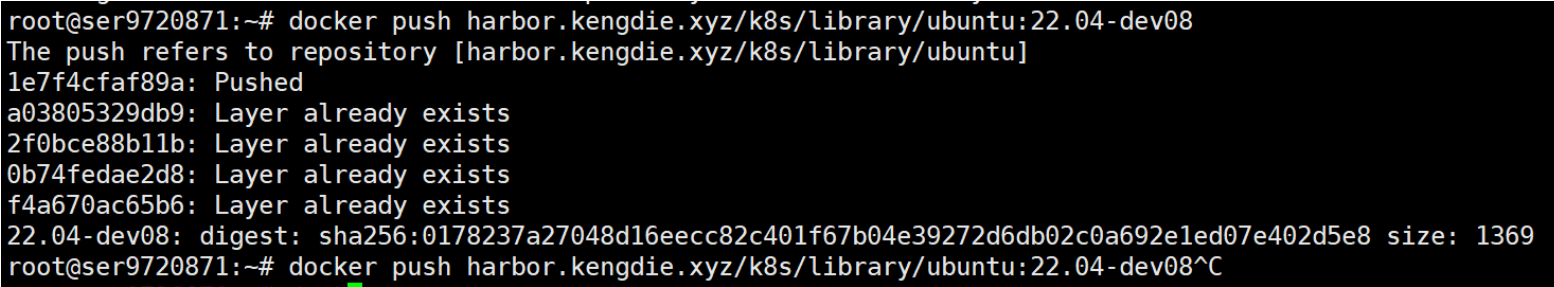 root@ser9720871:~# docker push harbor.kengdie.xyz/k8s/library/ubuntu:22.04-dev08
The push refers to repository [harbor.kengdie.xyz/k8s/library/ubuntu]
1e7f4cfaf89a: Pushed
a03805329db9: Layer already exists
2f0bce88b11b: Layer already exists
0b74fedae2d8: Layer already exists
f4a670ac65b6: Layer already exists
22.04-dev08: digest: sha256:0178237a27048d16eecc82c401f67b04e39272d6db02c0a692e1ed07e402d5e8 size: 1369
root@ser9720871:~# docker push harbor.kengdie.xyz/k8s/library/ubuntu:22.04-dev08^C